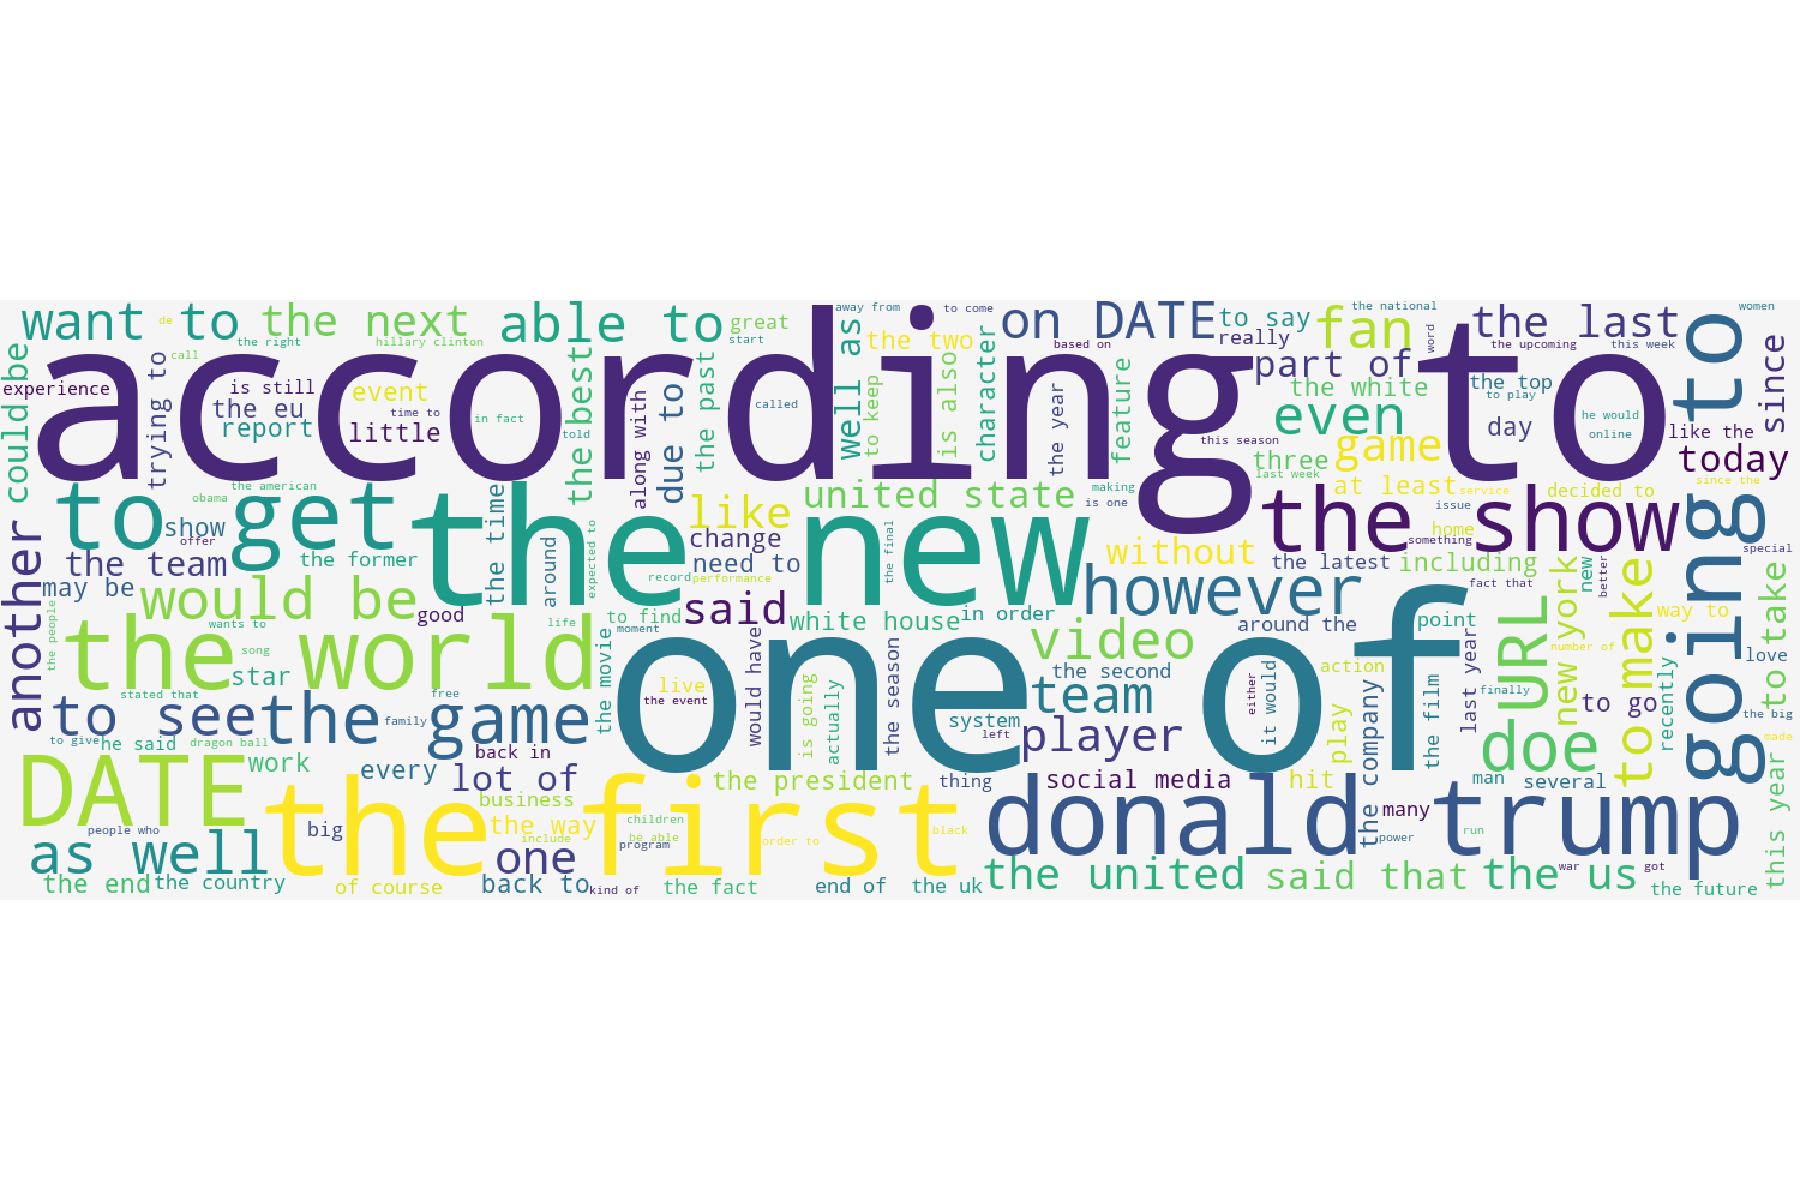 want to
de
the next
able to
great
away from
to come
on DATE
to say
fan
the national
the last
women
the right
hillary clinton
start
the two
based on
really
word
the upcoming
this week
call
according to
could be
experience
trying to
is still
event
time to
the eu
report
little
in fact
the best
told
along with
due to
the past
called
well as
to keep
is also
character
the year
feature
part of
the white
even
this season
three
last week
game
the top
to play
day
he would
online
since
like the
today
going to
the american
obama
to get
show
offer
the time
around
expected to
like
change
need to
united state
making
is one
the new
the final
the show
at least
service
decided to
since the
issue
home
something
another
the team
may be
the former
would be
good
record
performance
without
the latest
including
fact that
new
better
special
however
said
to find
white house
in order
around the
point
way to
the people
wants to
life
the world
song
star
stated that
free
moment
the movie
one of
video
the second
team
live
the event
would have
is going
actually
the season
system
left
player
either
it would
action
play
the company
the film
last year
finally
URL
new york
number of
to make
recently
to take
love
to go
the big
made
this year
to see
the game
family
to give
he said
dragon ball
work
back in
every
lot of
DATE
people who
the first
business
the way
big
children
include
be able
program
order to
black
the president
thing
social media
hit
many
doe
man
several
power
run
donald trump
as well
one
the end
the country
of course
back to
kind of
the fact
end of
the uk
the united
said that
the us
war
got
the future